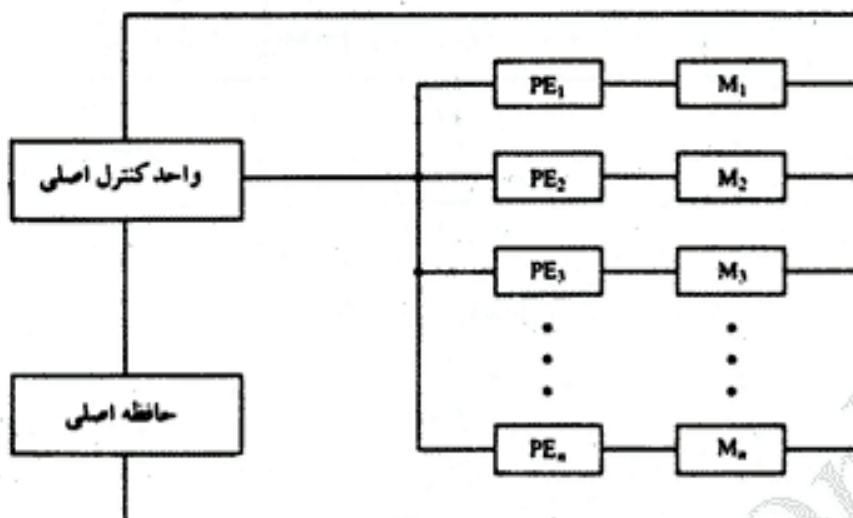 PE₁ M₁
واحد کنترل اصلی
PE₂ M₂
PE₃ M₃
حافظه اصلی
PEₙ Mₙ